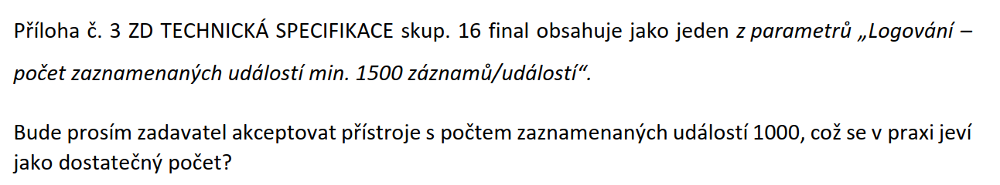 Příloha č. 3 ZD TECHNICKÁ SPECIFIKACE skup. 16 final obsahuje jako jeden z parametrů „Logování –
počet zaznamenaných událostí min. 1500 záznamů/událostí“.
Bude prosím zadavatel akceptovat přístroje s počtem zaznamenaných událostí 1000, což se v praxi jeví
jako dostatečný počet?